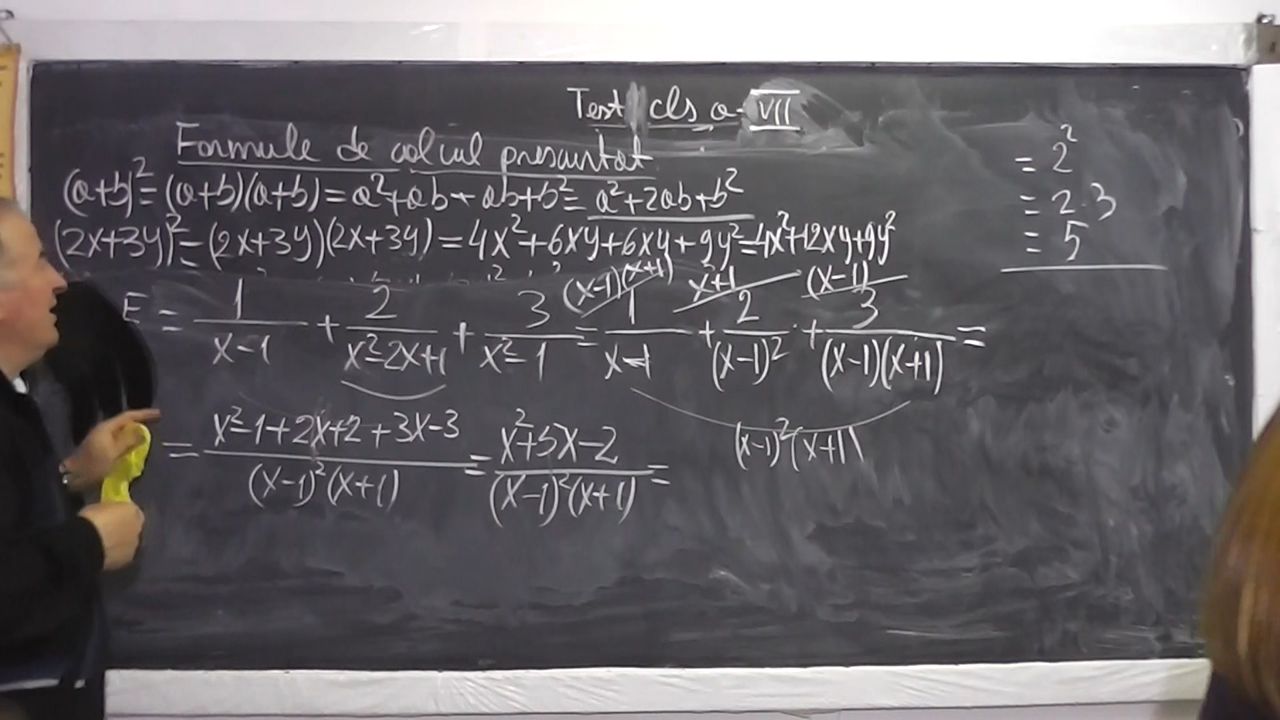 Test cls a-VII
Formule de calcul prescurtat
(a+b)² = (a+b)(a+b) = a²+ab+ab+b² = a²+2ab+b²
(2x+3y)² = (2x+3y)(2x+3y) = 4x²+6xy+6xy+9y² = 4x²+12xy+9y²
(x-1)(x+1) x+1 (x-1)
E = 1/(x-1) + 2/(x²-2x+1) + 3/(x²-1) = 1/(x-1) + 2/(x-1)² + 3/((x-1)(x+1)) =
= (x²-1+2x+2+3x-3)/((x-1)²(x+1)) = (x²+5x-2)/((x-1)²(x+1)) =
(x-1)²(x+1)
= 2²
= 2·3
= 5